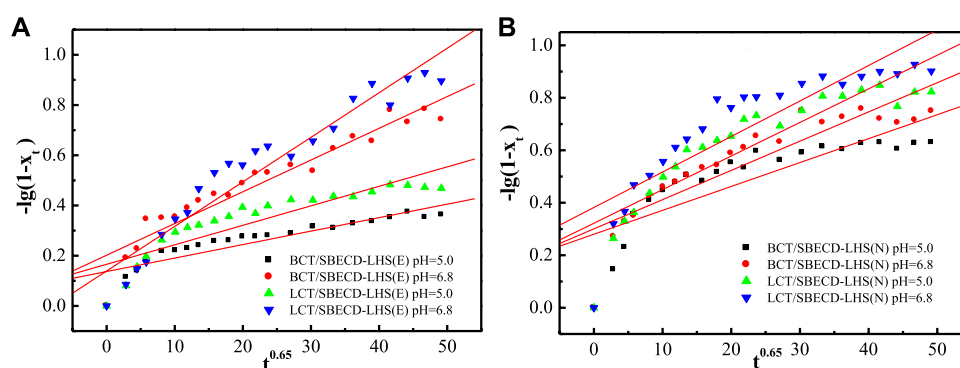 A
-lg(1-xt)
1.0
0.8
0.6
0.4
0.2
0.0
BCT/SBECD-LHS(E) pH=5.0
BCT/SBECD-LHS(E) pH=6.8
LCT/SBECD-LHS(E) pH=5.0
LCT/SBECD-LHS(E) pH=6.8
0 10 20 30 40 50
t0.65
B
-lg(1-xt)
1.0
0.8
0.6
0.4
0.2
0.0
BCT/SBECD-LHS(N) pH=5.0
BCT/SBECD-LHS(N) pH=6.8
LCT/SBECD-LHS(N) pH=5.0
LCT/SBECD-LHS(N) pH=6.8
0 10 20 30 40 50
t0.65